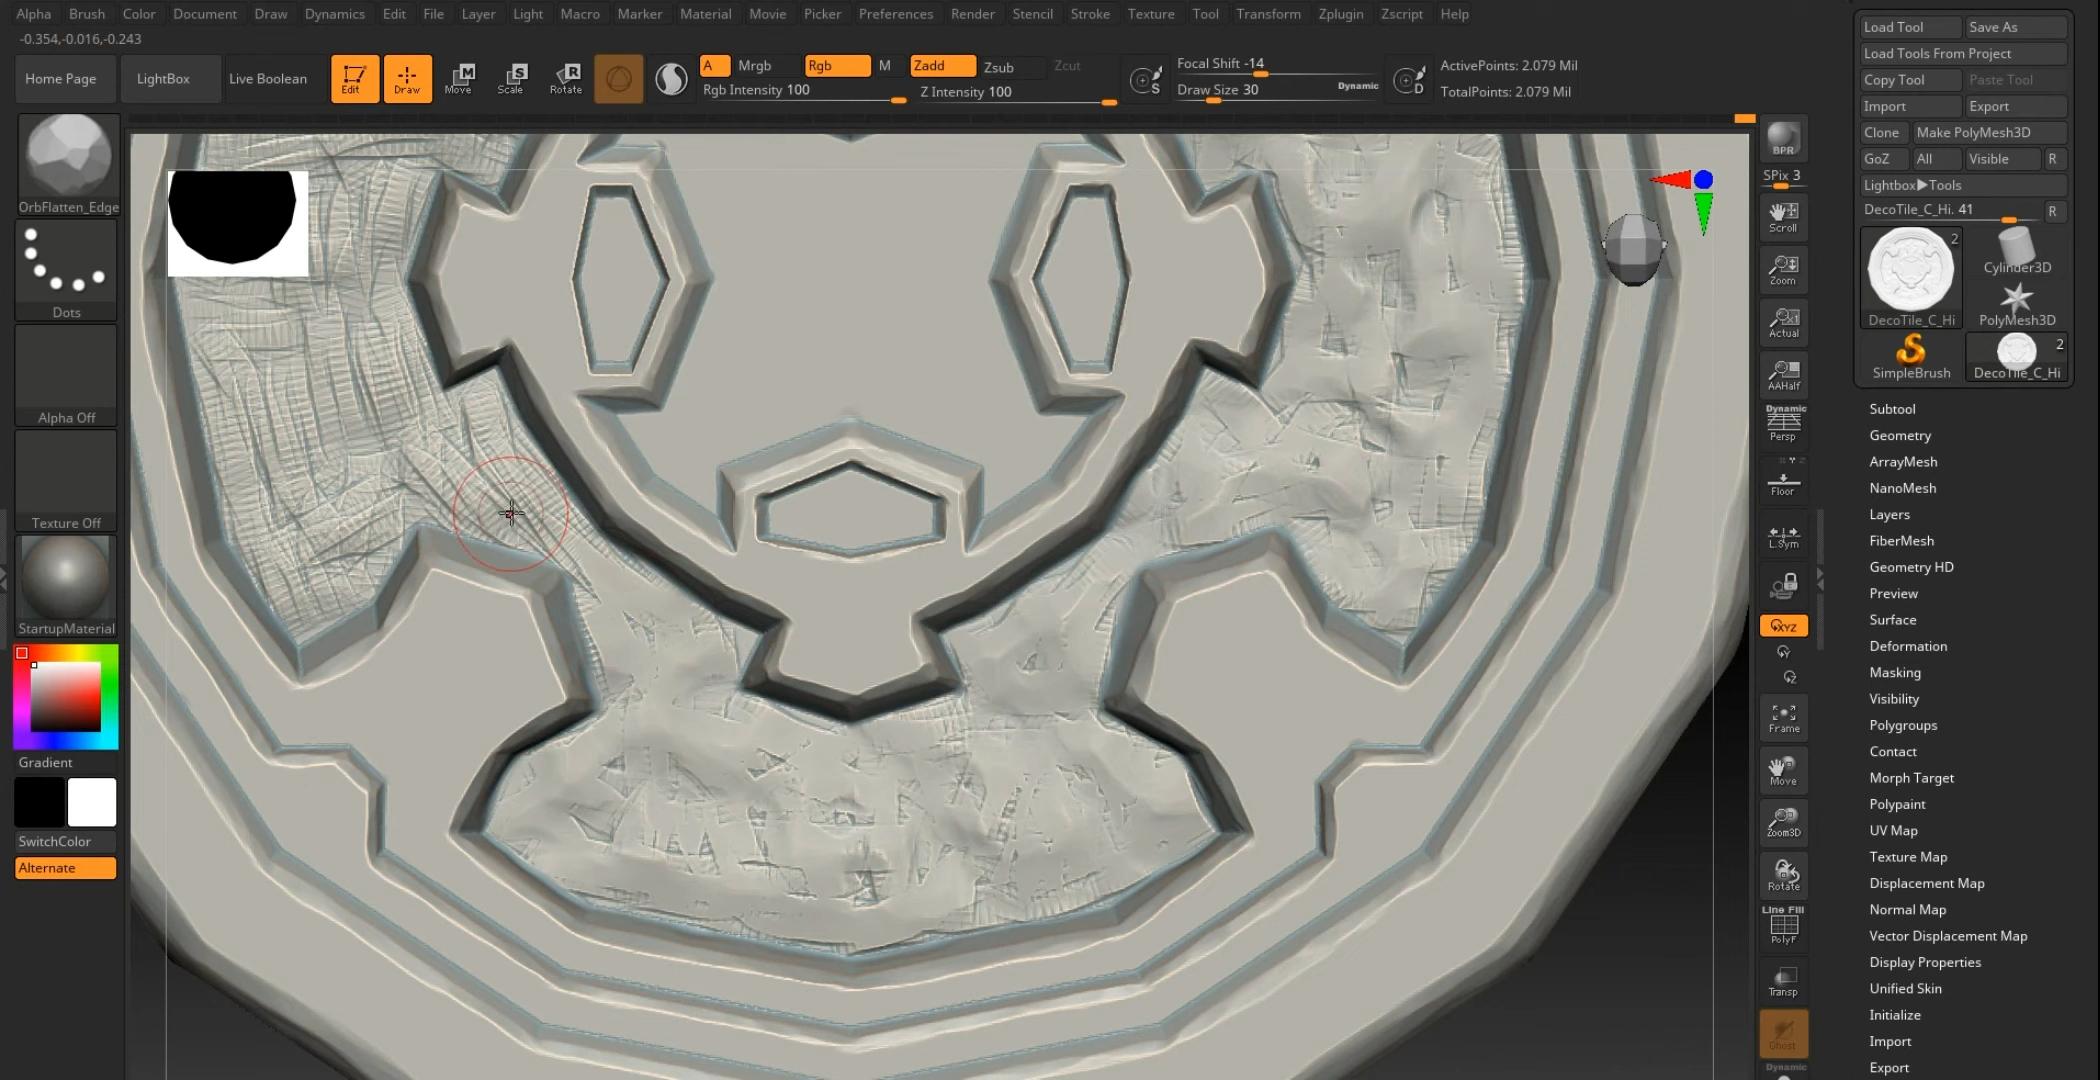 Alpha Brush Color Document Draw Dynamics Edit File Layer Light Macro Marker Material Movie Picker Preferences Render Stencil Stroke Texture Tool Transform Zplugin Zscript Help
-0.354,-0.016,-0.243
Home Page
LightBox
Live Boolean
Edit
Draw
Move
Scale
Rotate
A Mrgb Rgb M Zadd Zsub Zcut
Rgb Intensity 100
Z Intensity 100
Focal Shift -14
Draw Size 30
Dynamic
ActivePoints: 2.079 Mil
TotalPoints: 2.079 Mil
OrbFlatten_Edge
Dots
Alpha Off
Texture Off
StartupMaterial
Gradient
SwitchColor
Alternate
BPR
SPix 3
Scroll
Zoom
Actual
AAHalf
Dynamic
Persp
Floor
L.Sym
XYZ
Frame
Move
Zoom3D
Rotate
Line Fill
PolyF
Transp
Ghost
Dynamic
Load Tool Save As
Load Tools From Project
Copy Tool Paste Tool
Import Export
Clone Make PolyMesh3D
GoZ All Visible R
Lightbox▶Tools
DecoTile_C_Hi. 41 R
2
DecoTile_C_Hi
Cylinder3D
PolyMesh3D
SimpleBrush
2
DecoTile_C_Hi
Subtool
Geometry
ArrayMesh
NanoMesh
Layers
FiberMesh
Geometry HD
Preview
Surface
Deformation
Masking
Visibility
Polygroups
Contact
Morph Target
Polypaint
UV Map
Texture Map
Displacement Map
Normal Map
Vector Displacement Map
Display Properties
Unified Skin
Initialize
Import
Export